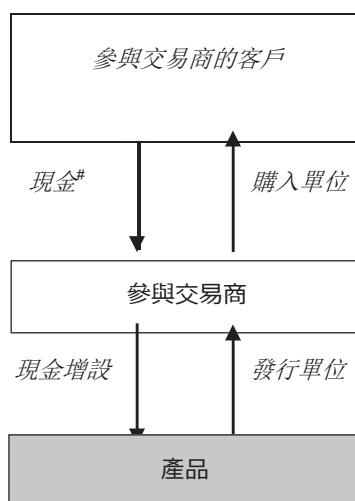 參與交易商的客戶
現金#
購入單位
參與交易商
現金增設
發行單位
產品